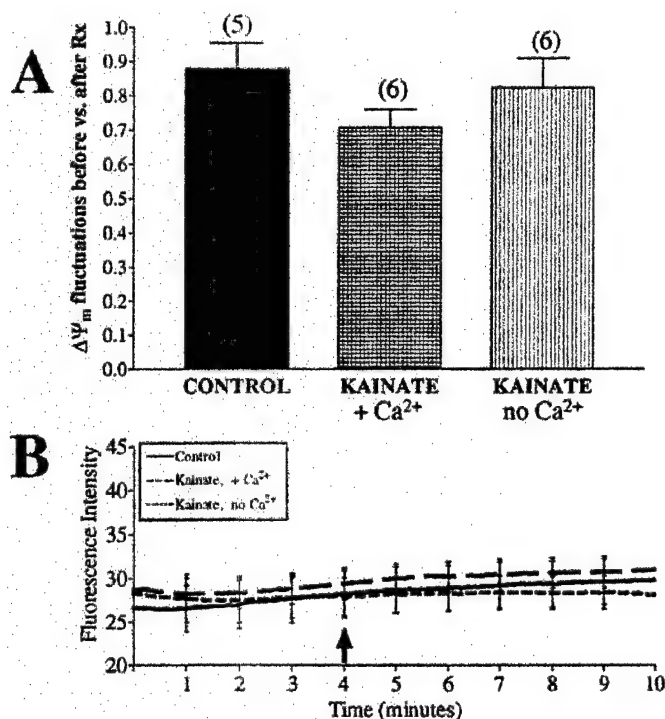 A
ΔΨm fluctuations before vs. after Rx
1.0
0.9
0.8
0.7
0.6
0.5
0.4
0.3
0.2
0.1
0.0
(5)
(6)
(6)
CONTROL
KAINATE
+ Ca²⁺
KAINATE
no Ca²⁺
B
Fluorescence Intensity
45
40
35
30
25
20
Control
Kainate, + Ca²⁺
Kainate, no Ca²⁺
1 2 3 4 5 6 7 8 9 10
Time (minutes)